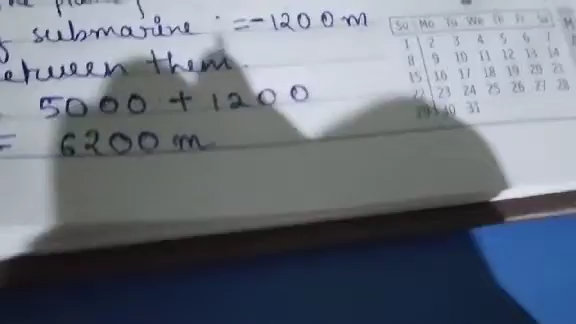 submarine = -1200 m
between them.
5000 + 1200
= 6200 m
Su Mo Tu We Th Fr Sa
1 2 3 4 5 6 7
8 9 10 11 12 13 14
15 16 17 18 19 20 21
22 23 24 25 26 27 28
29 30 31